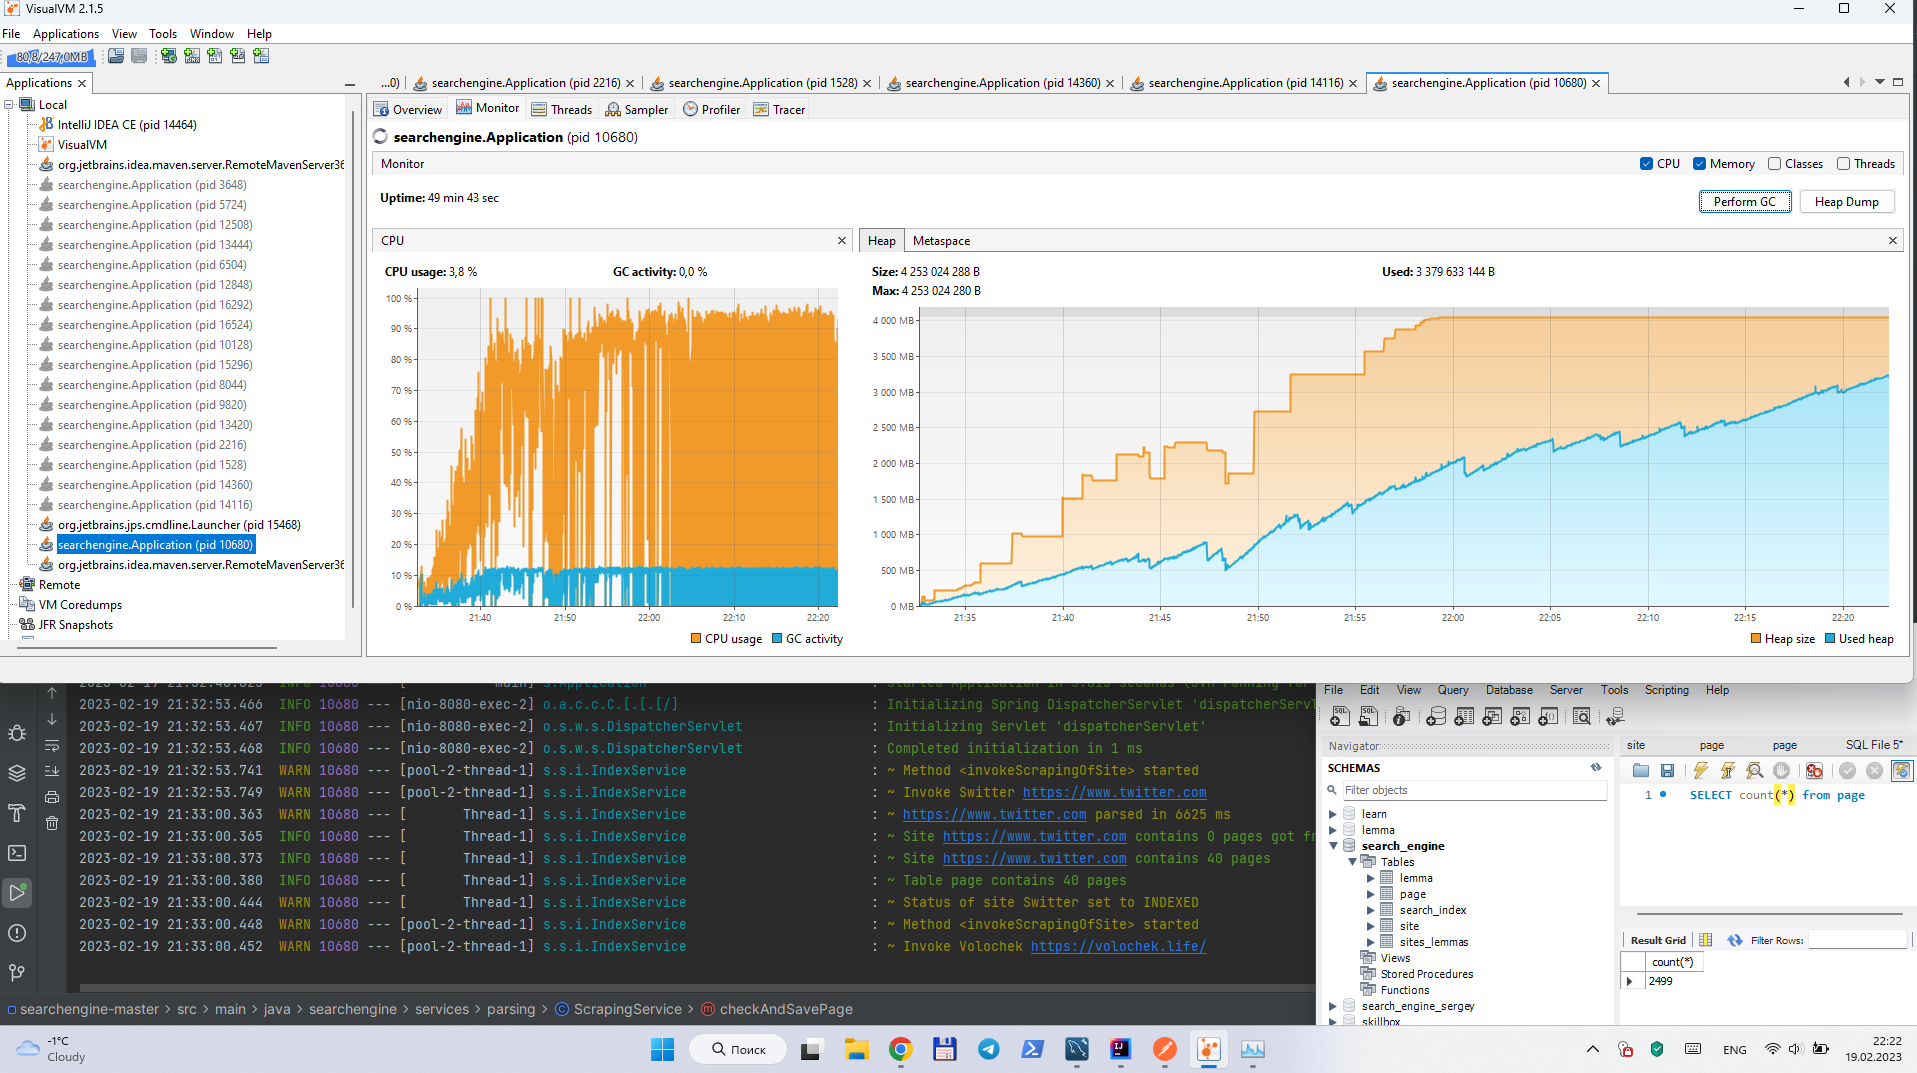 VisualVM 2.1.5
File Applications View Tools Window Help
80,8/247,0MB
Applications
Local
IntelliJ IDEA CE (pid 14464)
VisualVM
org.jetbrains.idea.maven.server.RemoteMavenServer36
searchengine.Application (pid 3648)
searchengine.Application (pid 5724)
searchengine.Application (pid 12508)
searchengine.Application (pid 13444)
searchengine.Application (pid 6504)
searchengine.Application (pid 12848)
searchengine.Application (pid 16292)
searchengine.Application (pid 16524)
searchengine.Application (pid 10128)
searchengine.Application (pid 15296)
searchengine.Application (pid 8044)
searchengine.Application (pid 9820)
searchengine.Application (pid 13420)
searchengine.Application (pid 2216)
searchengine.Application (pid 1528)
searchengine.Application (pid 14360)
searchengine.Application (pid 14116)
org.jetbrains.jps.cmdline.Launcher (pid 15468)
searchengine.Application (pid 10680)
org.jetbrains.idea.maven.server.RemoteMavenServer36
Remote
VM Coredumps
JFR Snapshots
...0) searchengine.Application (pid 2216) searchengine.Application (pid 1528) searchengine.Application (pid 14360) searchengine.Application (pid 14116) searchengine.Application (pid 10680)
Overview Monitor Threads Sampler Profiler Tracer
searchengine.Application (pid 10680)
Monitor CPU Memory Classes Threads
Uptime: 49 min 43 sec Perform GC Heap Dump
CPU
CPU usage: 3,8 % GC activity: 0,0 %
100 %
90 %
80 %
70 %
60 %
50 %
40 %
30 %
20 %
10 %
0 %
21:40 21:50 22:00 22:10 22:20
CPU usage GC activity
Heap Metaspace
Size: 4 253 024 288 B Used: 3 379 633 144 B
Max: 4 253 024 280 B
4 000 MB
3 500 MB
3 000 MB
2 500 MB
2 000 MB
1 500 MB
1 000 MB
500 MB
0 MB
21:35 21:40 21:45 21:50 21:55 22:00 22:05 22:10 22:15 22:20
Heap size Used heap
2023-02-19 21:32:53.466 INFO 10680 --- [nio-8080-exec-2] o.a.c.c.C.[.[.[/] : Initializing Spring DispatcherServlet 'dispatcherServl
2023-02-19 21:32:53.467 INFO 10680 --- [nio-8080-exec-2] o.s.w.s.DispatcherServlet : Initializing Servlet 'dispatcherServlet'
2023-02-19 21:32:53.468 INFO 10680 --- [nio-8080-exec-2] o.s.w.s.DispatcherServlet : Completed initialization in 1 ms
2023-02-19 21:32:53.741 WARN 10680 --- [pool-2-thread-1] s.s.i.IndexService : ~ Method <invokeScrapingOfSite> started
2023-02-19 21:32:53.749 WARN 10680 --- [pool-2-thread-1] s.s.i.IndexService : ~ Invoke Switter https://www.twitter.com
2023-02-19 21:33:00.363 WARN 10680 --- [ Thread-1] s.s.i.IndexService : ~ https://www.twitter.com parsed in 6625 ms
2023-02-19 21:33:00.365 INFO 10680 --- [ Thread-1] s.s.i.IndexService : ~ Site https://www.twitter.com contains 0 pages got fr
2023-02-19 21:33:00.373 INFO 10680 --- [ Thread-1] s.s.i.IndexService : ~ Site https://www.twitter.com contains 40 pages
2023-02-19 21:33:00.380 INFO 10680 --- [ Thread-1] s.s.i.IndexService : ~ Table page contains 40 pages
2023-02-19 21:33:00.444 WARN 10680 --- [ Thread-1] s.s.i.IndexService : ~ Status of site Switter set to INDEXED
2023-02-19 21:33:00.448 WARN 10680 --- [pool-2-thread-1] s.s.i.IndexService : ~ Method <invokeScrapingOfSite> started
2023-02-19 21:33:00.452 WARN 10680 --- [pool-2-thread-1] s.s.i.IndexService : ~ Invoke Volochek https://volochek.life/
searchengine-master > src > main > java > searchengine > services > parsing > ScrapingService > checkAndSavePage
File Edit View Query Database Server Tools Scripting Help
Navigator
SCHEMAS
Filter objects
learn
lemma
search_engine
Tables
lemma
page
search_index
site
sites_lemmas
Views
Stored Procedures
Functions
search_engine_sergey
skillbox
site page page SQL File 5*
1 SELECT count(*) from page
Result Grid Filter Rows:
count(*)
2499
-1°C
Cloudy
Поиск
ENG
22:22
19.02.2023